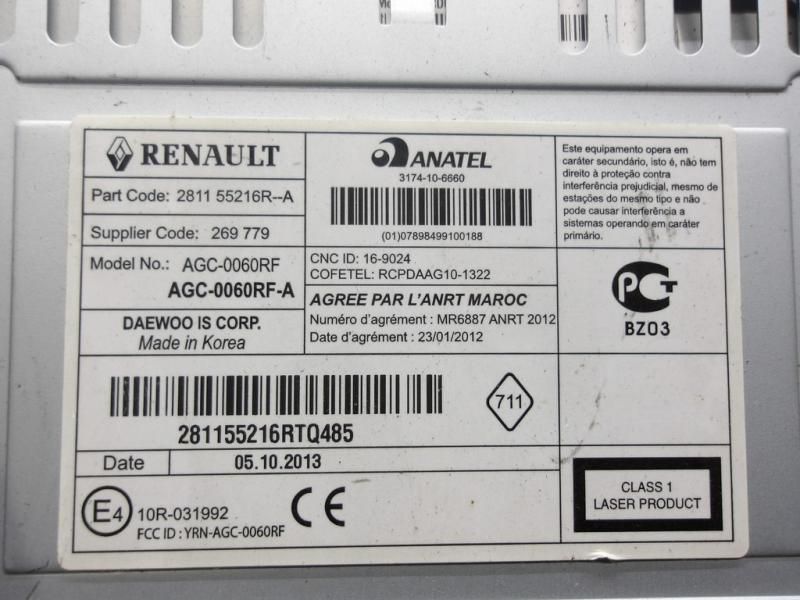 RENAULT
Part Code: 2811 55216R--A
Supplier Code: 269 779
Model No.: AGC-0060RF
AGC-0060RF-A
DAEWOO IS CORP.
Made in Korea
ANATEL
3174-10-6660
(01)07898499100188
CNC ID: 16-9024
COFETEL: RCPDAAG10-1322
AGREE PAR L'ANRT MAROC
Numéro d'agrément : MR6887 ANRT 2012
Date d'agrément : 23/01/2012
Este equipamento opera em
caráter secundário, isto é, não tem
direito à proteção contra
interferência prejudicial, mesmo de
estações do mesmo tipo e não
pode causar interferência a
sistemas operando em caráter
primário.
PCT
BZ03
281155216RTQ485
711
Date 05.10.2013
E4 10R-031992
FCC ID : YRN-AGC-0060RF
CE
CLASS 1
LASER PRODUCT